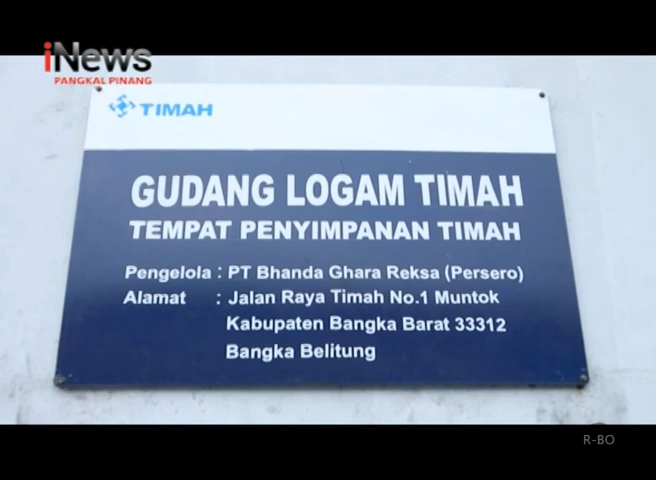 iNews
PANGKAL PINANG
TIMAH
GUDANG LOGAM TIMAH
TEMPAT PENYIMPANAN TIMAH
Pengelola : PT Bhanda Ghara Reksa (Persero)
Alamat : Jalan Raya Timah No.1 Muntok
Kabupaten Bangka Barat 33312
Bangka Belitung
R-BO